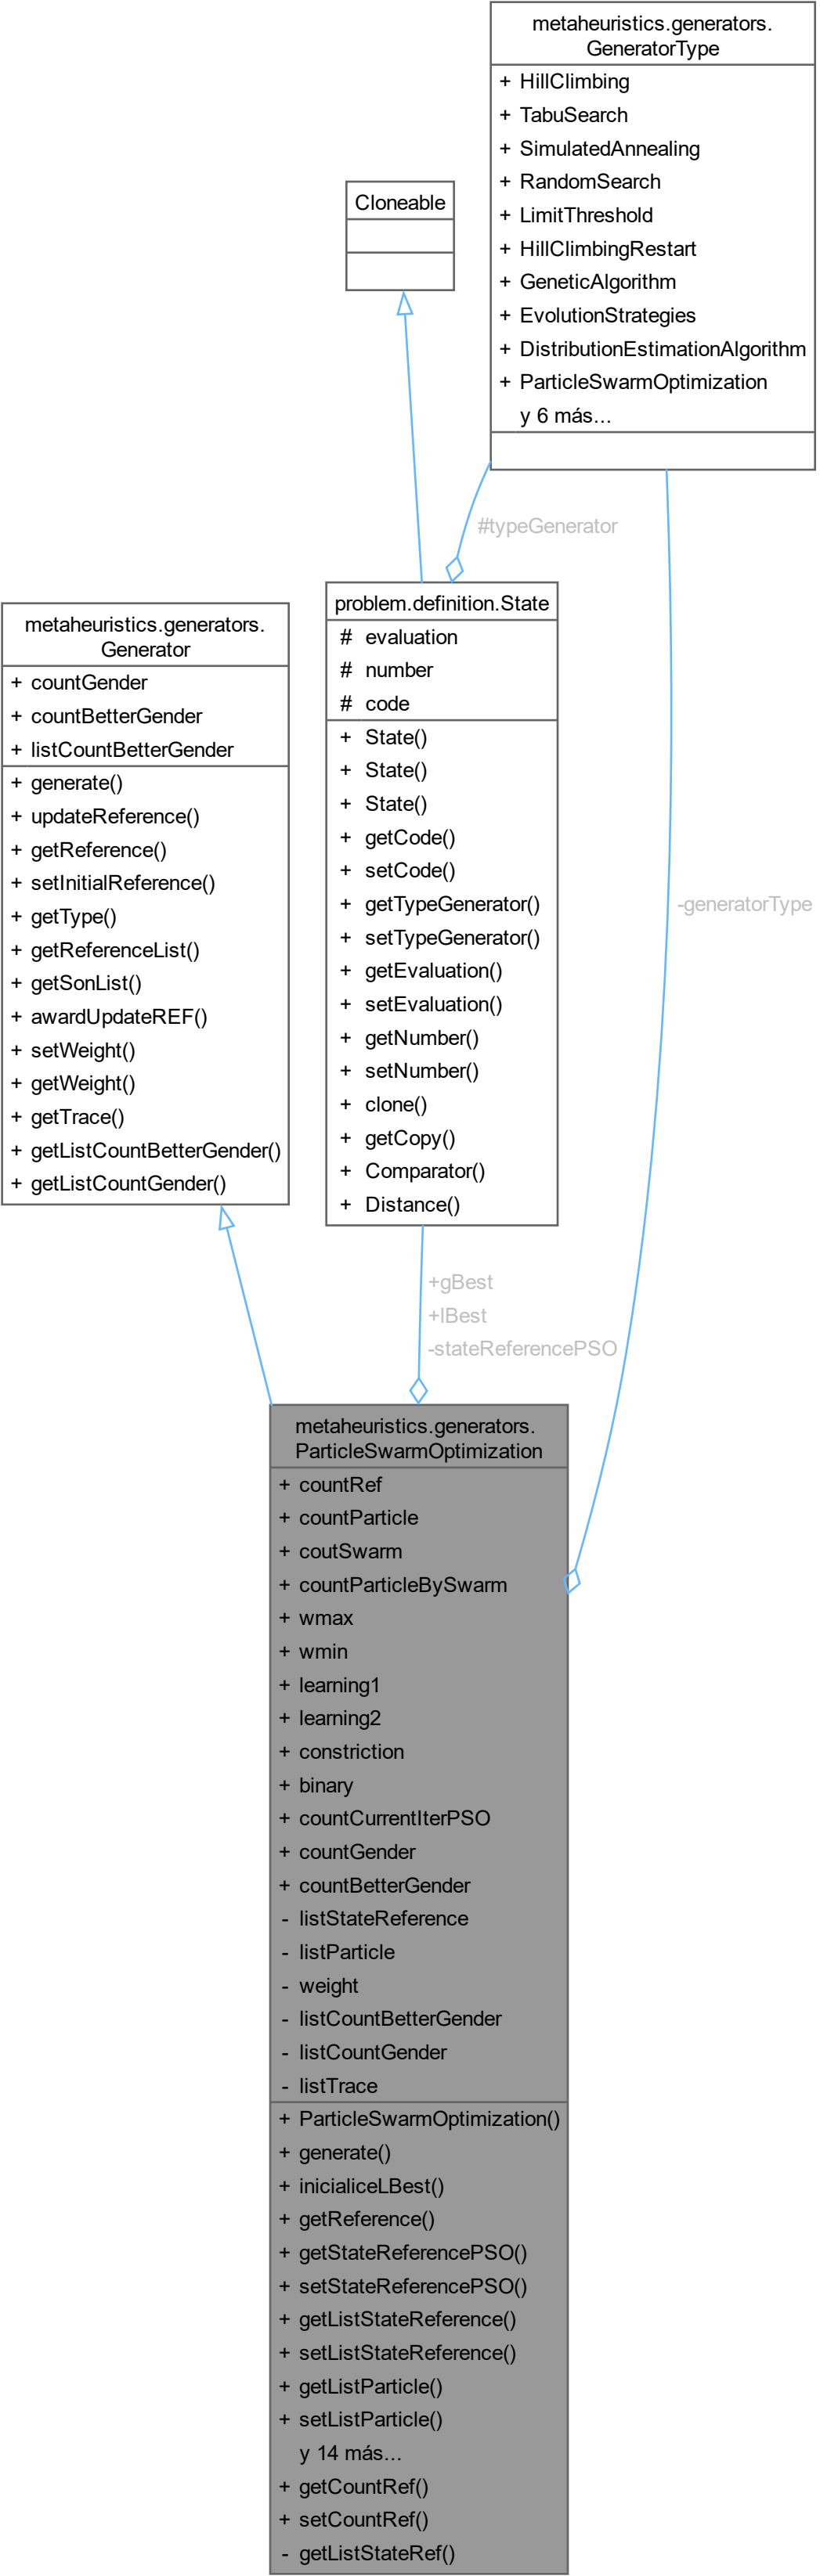 metaheuristics.generators.
GeneratorType
+ HillClimbing
+ TabuSearch
+ SimulatedAnnealing
+ RandomSearch
+ LimitThreshold
+ HillClimbingRestart
+ GeneticAlgorithm
+ EvolutionStrategies
+ DistributionEstimationAlgorithm
+ ParticleSwarmOptimization
y 6 más...
Cloneable
#typeGenerator
problem.definition.State
# evaluation
# number
# code
+ State()
+ State()
+ State()
+ getCode()
+ setCode()
+ getTypeGenerator()
+ setTypeGenerator()
+ getEvaluation()
+ setEvaluation()
+ getNumber()
+ setNumber()
+ clone()
+ getCopy()
+ Comparator()
+ Distance()
metaheuristics.generators.
Generator
+ countGender
+ countBetterGender
+ listCountBetterGender
+ generate()
+ updateReference()
+ getReference()
+ setInitialReference()
+ getType()
+ getReferenceList()
+ getSonList()
+ awardUpdateREF()
+ setWeight()
+ getWeight()
+ getTrace()
+ getListCountBetterGender()
+ getListCountGender()
-generatorType
+gBest
+lBest
-stateReferencePSO
metaheuristics.generators.
ParticleSwarmOptimization
+ countRef
+ countParticle
+ coutSwarm
+ countParticleBySwarm
+ wmax
+ wmin
+ learning1
+ learning2
+ constriction
+ binary
+ countCurrentIterPSO
+ countGender
+ countBetterGender
- listStateReference
- listParticle
- weight
- listCountBetterGender
- listCountGender
- listTrace
+ ParticleSwarmOptimization()
+ generate()
+ inicialiceLBest()
+ getReference()
+ getStateReferencePSO()
+ setStateReferencePSO()
+ getListStateReference()
+ setListStateReference()
+ getListParticle()
+ setListParticle()
y 14 más...
+ getCountRef()
+ setCountRef()
- getListStateRef()